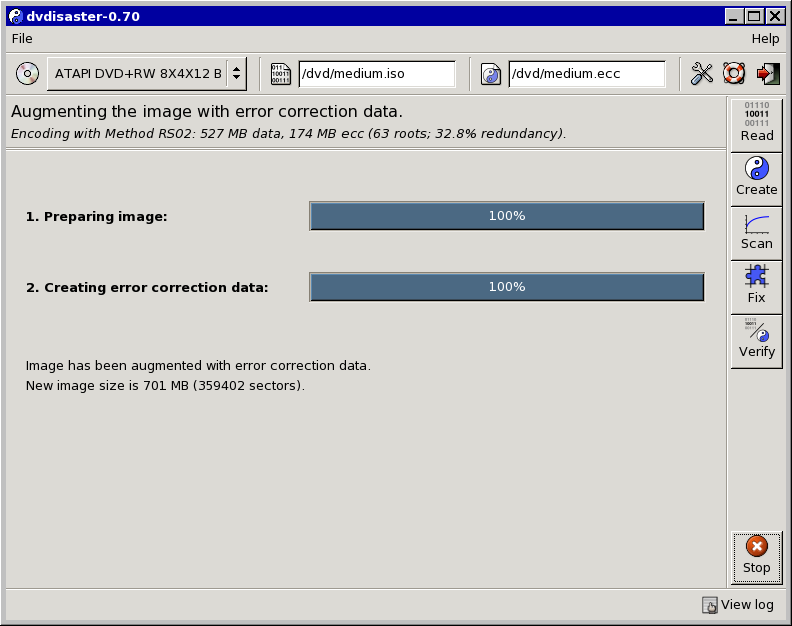 dvdisaster-0.70
File
Help
ATAPI DVD+RW 8X4X12 B
/dvd/medium.iso
/dvd/medium.ecc
Augmenting the image with error correction data.
Encoding with Method RS02: 527 MB data, 174 MB ecc (63 roots; 32.8% redundancy).
01110
10011
00111
Read
Create
Scan
Fix
Verify
1. Preparing image:
100%
2. Creating error correction data:
100%
Image has been augmented with error correction data.
New image size is 701 MB (359402 sectors).
Stop
View log